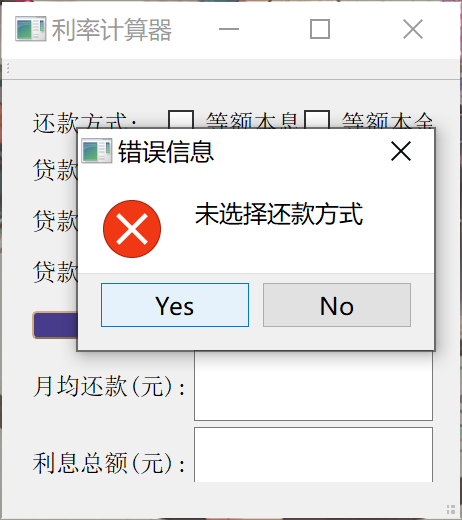 利率计算器
还款方式: 等额本息 等额本金
错误信息
未选择还款方式
Yes No
贷款
贷款
贷款
月均还款(元):
利息总额(元):